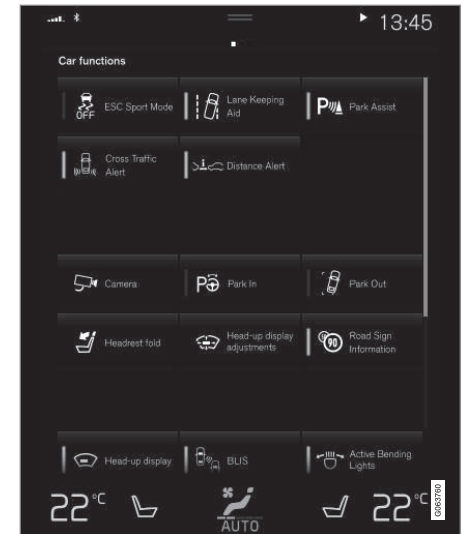 13:45
Car functions
OFF
ESC Sport Mode
Lane Keeping
Aid
P
Park Assist
Cross Traffic
Alert
Distance Alert
Camera
P
Park In
Park Out
Headrest fold
Head-up display
adjustments
90
Road Sign
Information
Head-up display
BLIS
Active Bending
Lights
22°C
AUTO
22°C
G063760